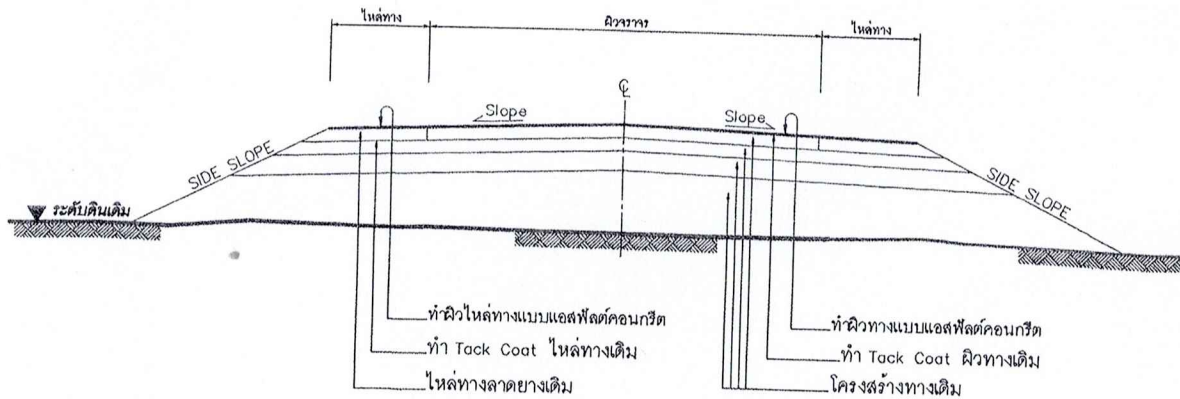 ไหล่ทาง
ผิวจราจร
ไหล่ทาง
℄
Slope
Slope
SIDE SLOPE
SIDE SLOPE
ระดับดินเดิม
ทำผิวไหล่ทางแบบแอสฟัลต์คอนกรีต
ทำ Tack Coat ไหล่ทางเดิม
ไหล่ทางลาดยางเดิม
ทำผิวทางแบบแอสฟัลต์คอนกรีต
ทำ Tack Coat ผิวทางเดิม
โครงสร้างทางเดิม